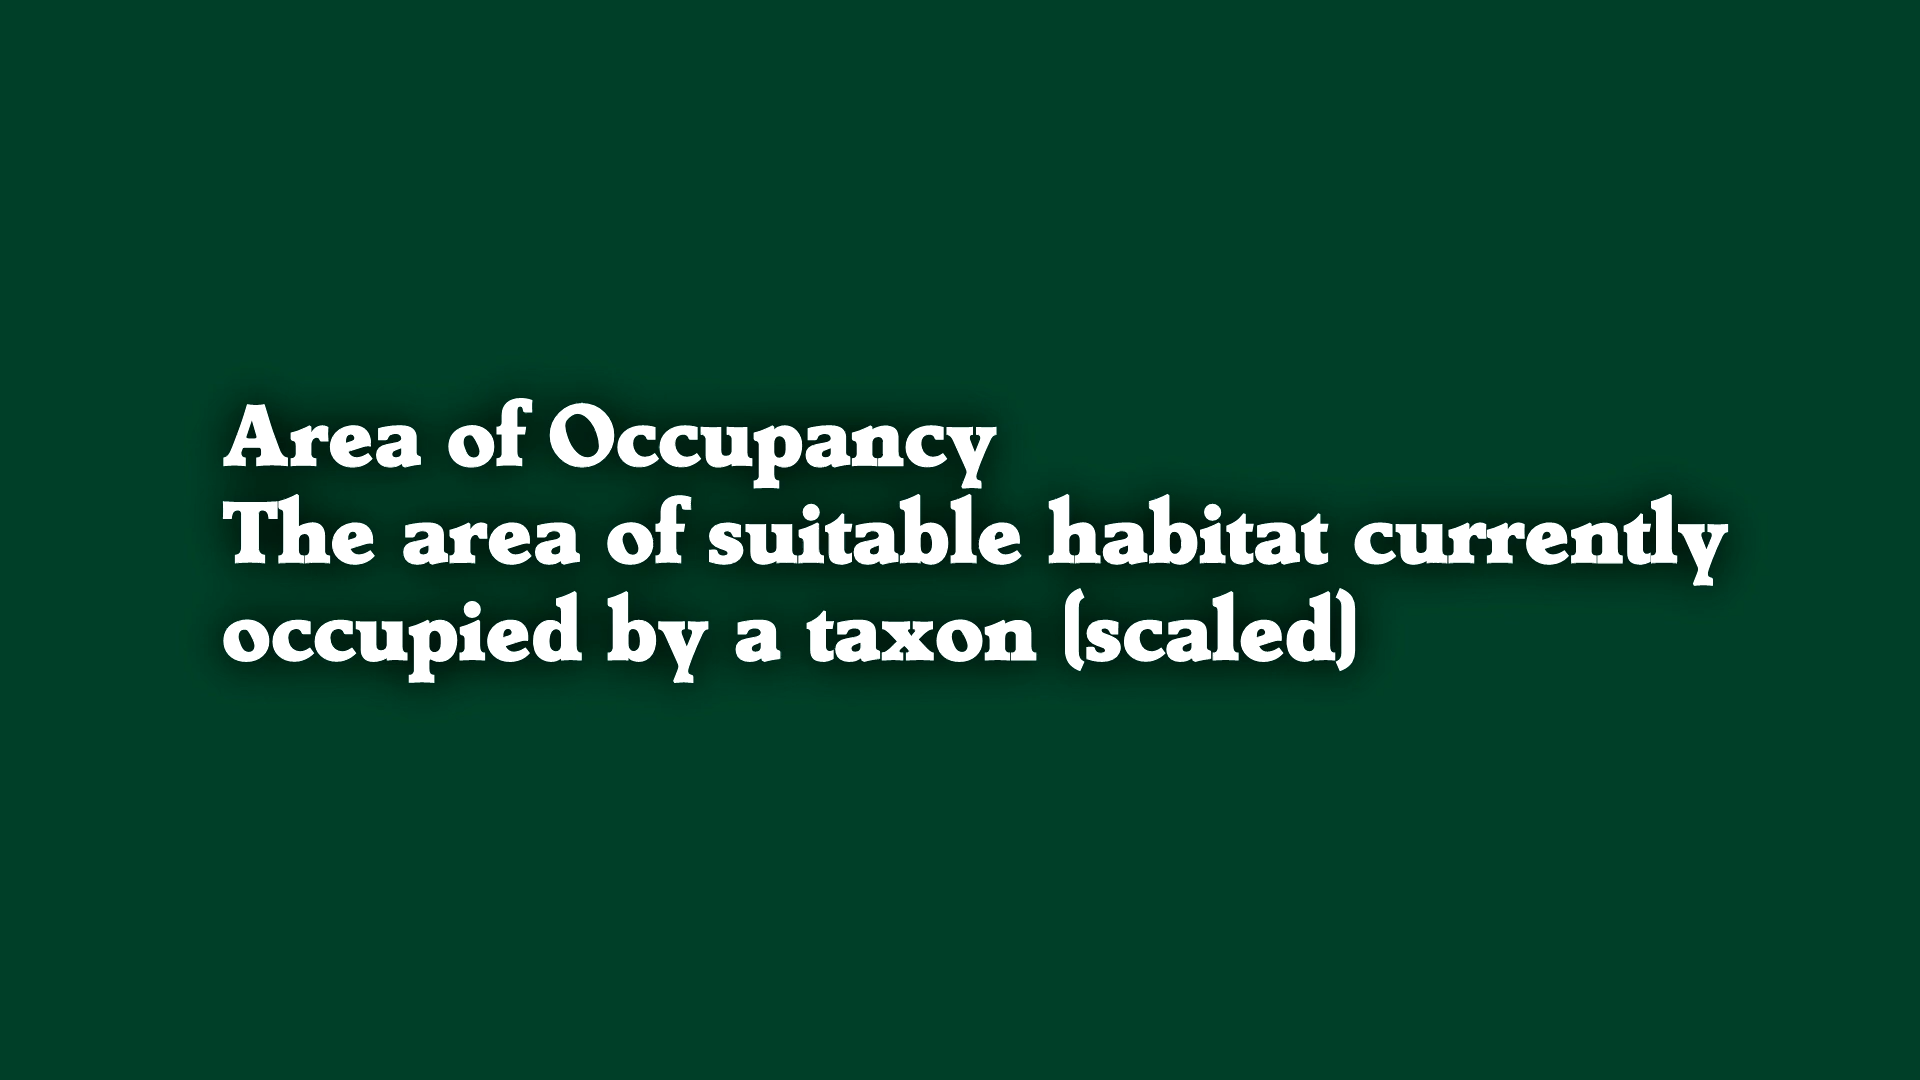 Area of Occupancy
The area of suitable habitat currently
occupied by a taxon (scaled)